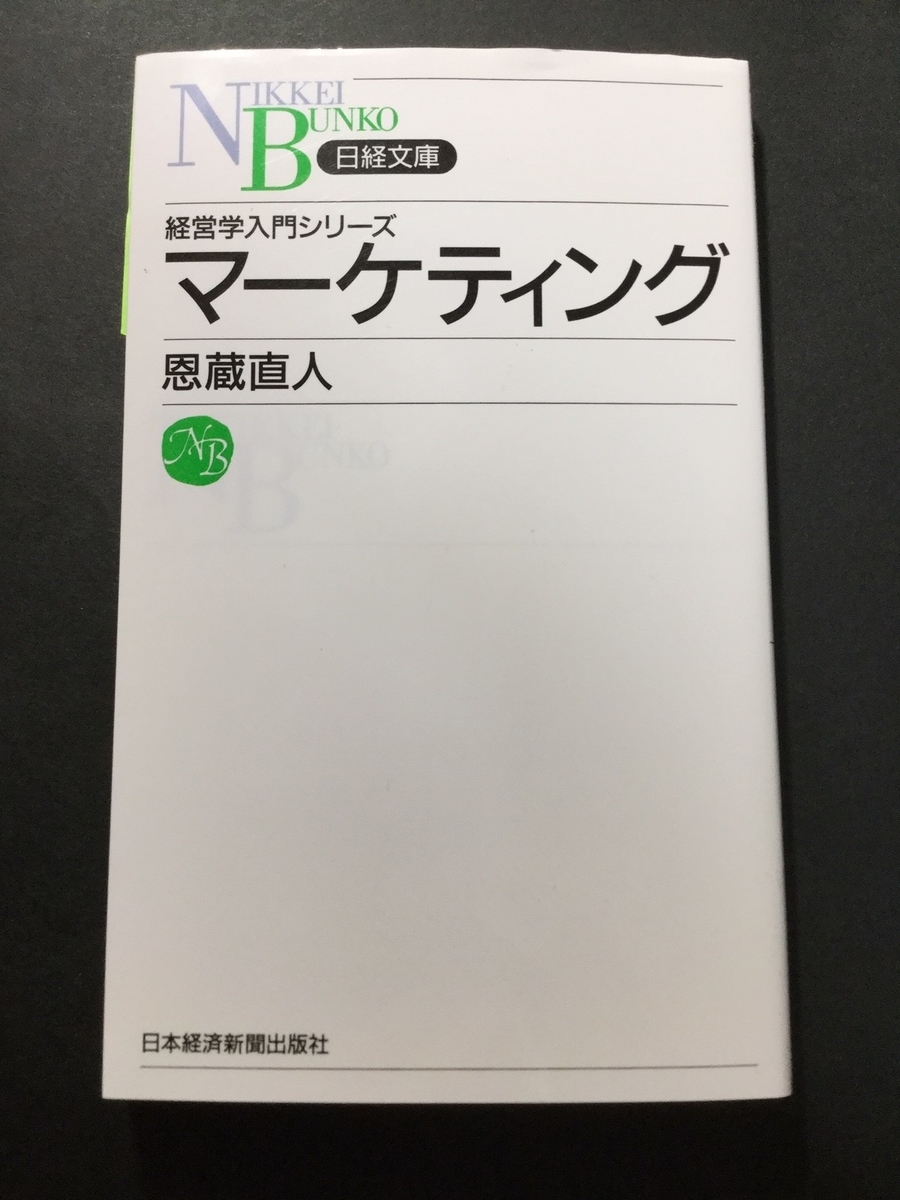 NIKKEI
BUNKO
日経文庫
経営学入門シリーズ
マーケティング
恩蔵直人
NB
日本経済新聞出版社